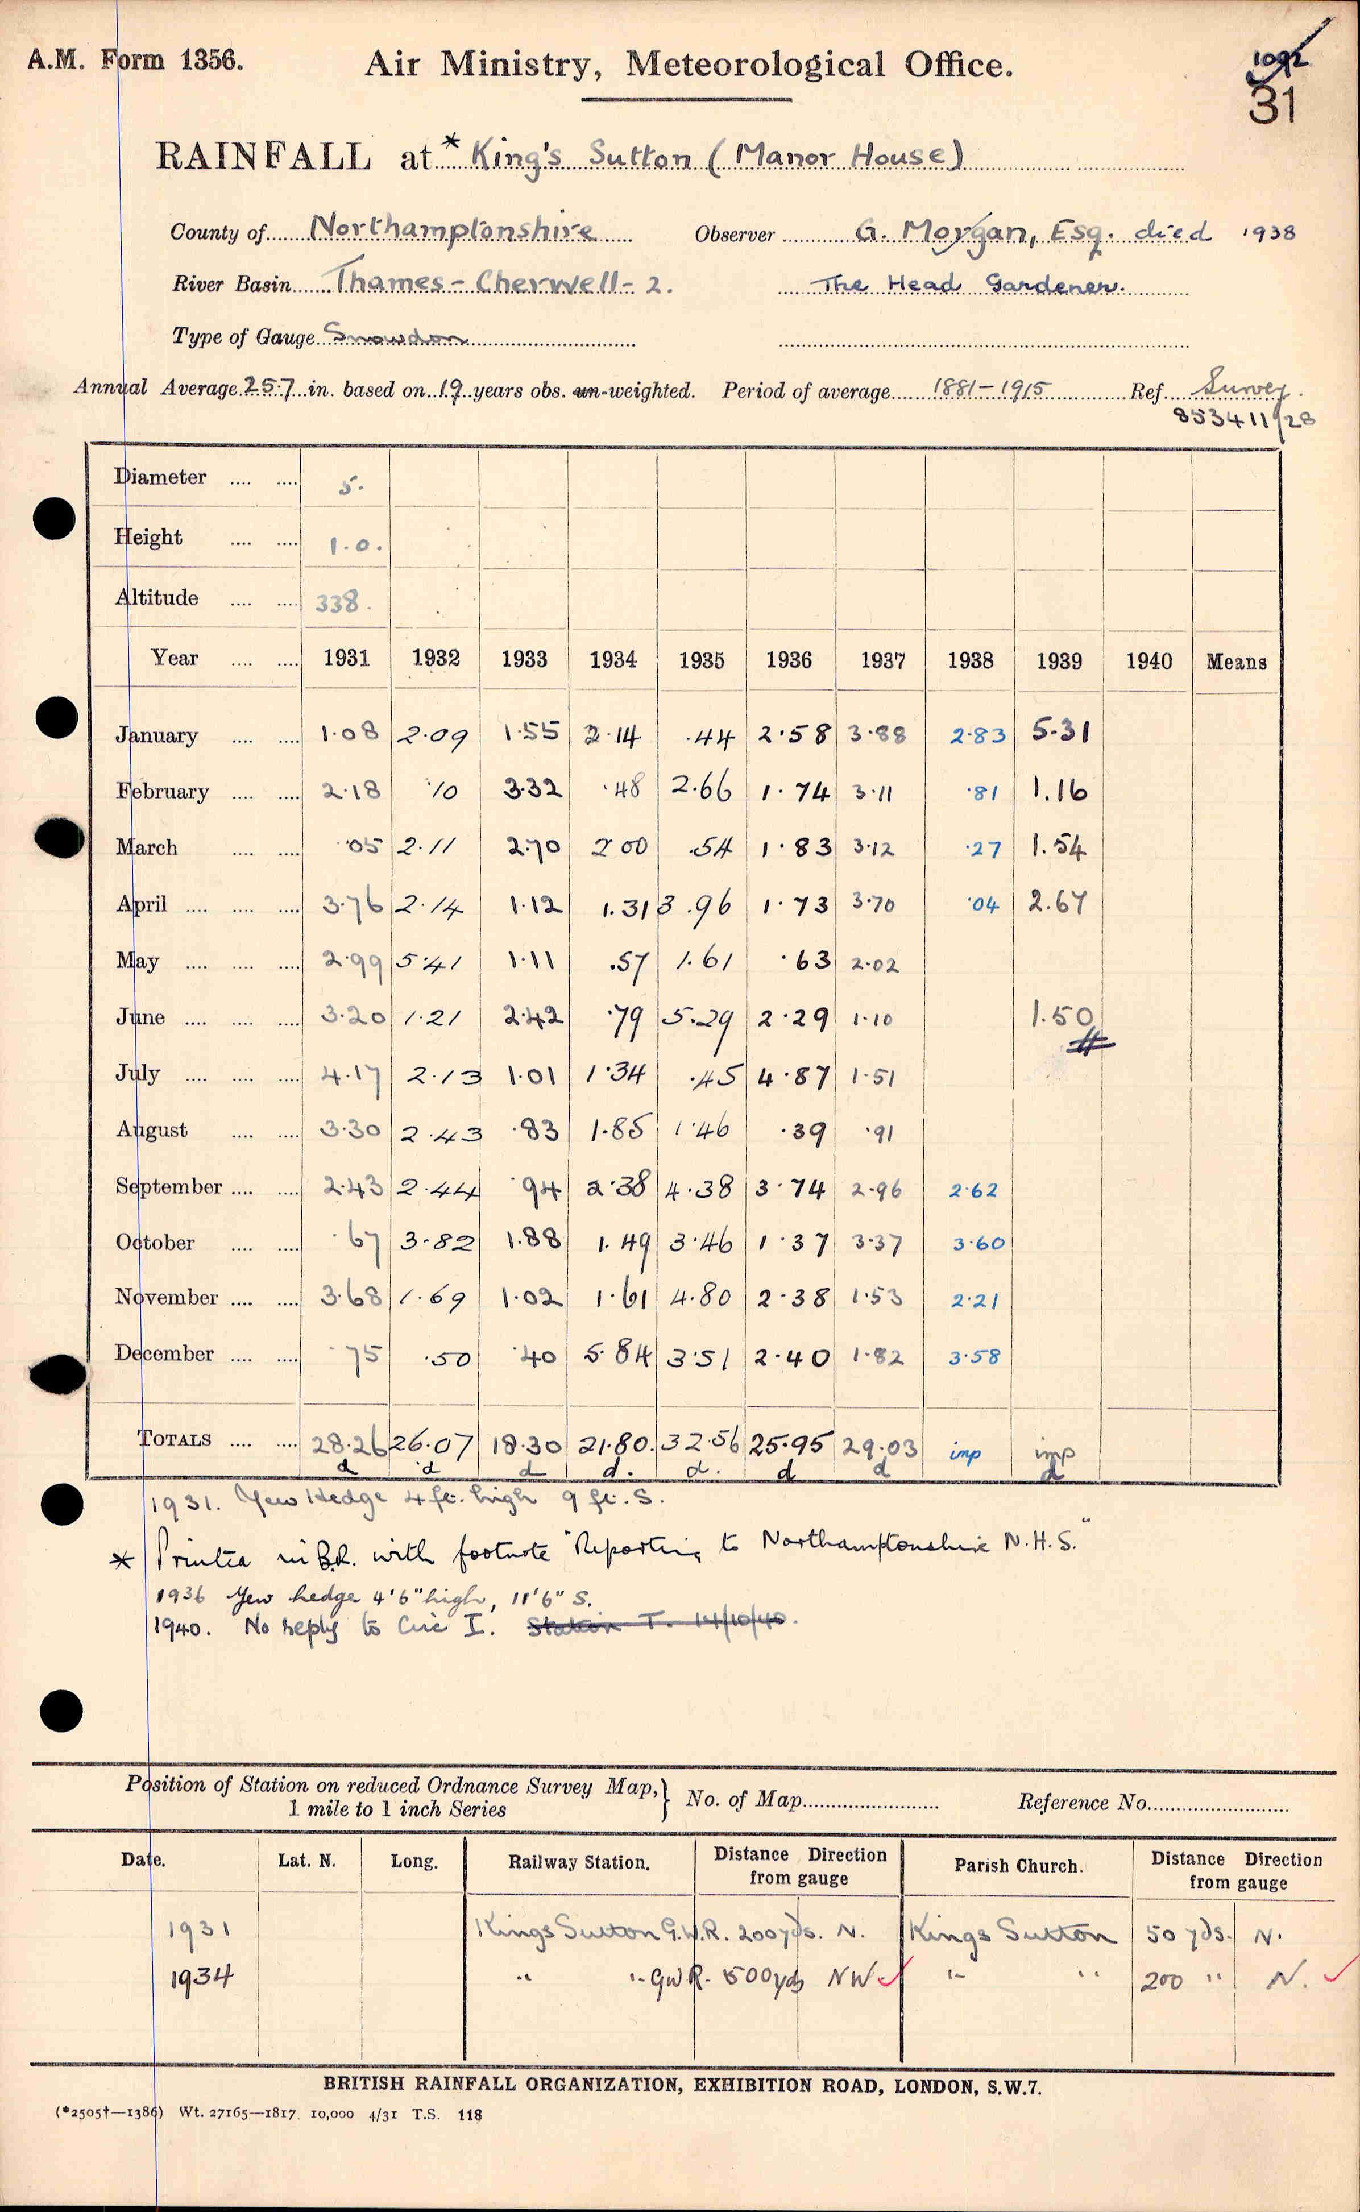 A.M. Form 1356.
Air Ministry, Meteorological Office.
1092
31
RAINFALL at * King's Sutton (Manor House)
County of Northamptonshire Observer G. Morgan, Esq. died 1938
River Basin Thames - Cherwell - 2. The Head Gardener.
Type of Gauge Snowdon
Annual Average 25.7 in. based on 19 years obs. un-weighted. Period of average 1881-1915 Ref. Survey.
853411/28
Diameter .... .... 5.
Height .... .... 1.0.
Altitude .... .... 338.
Year .... .... 1931 1932 1933 1934 1935 1936 1937 1938 1939 1940 Means
January .... .... 1.08 2.09 1.55 2.14 .44 2.58 3.88 2.83 5.31
February .... .... 2.18 .10 3.32 .48 2.66 1.74 3.11 .81 1.16
March .... .... .05 2.11 2.70 2.00 .54 1.83 3.12 .27 1.54
April .... .... .... 3.76 2.14 1.12 1.31 3.96 1.73 3.70 .04 2.67
May .... .... .... 2.99 5.41 1.11 .57 1.61 .63 2.02
June .... .... .... 3.20 1.21 2.42 .79 5.29 2.29 1.10 1.50
July .... .... .... 4.17 2.13 1.01 1.34 .45 4.87 1.51
August .... .... 3.30 2.43 .83 1.85 1.46 .39 .91
September .... .... 2.43 2.44 .94 2.38 4.38 3.74 2.96 2.62
October .... .... .67 3.82 1.88 1.49 3.46 1.37 3.37 3.60
November .... .... 3.68 1.69 1.02 1.61 4.80 2.38 1.53 2.21
December .... .... .75 .50 .40 5.84 3.51 2.40 1.82 3.58
TOTALS .... .... 28.26 26.07 18.30 21.80. 32.56 25.95 29.03 imp imp
d d d d. d. d d d
1931. Yew Hedge 4 ft. high 9 ft. S.
* Printed in B.R. with footnote "Reporting to Northamptonshire N.H.S."
1936 Yew hedge 4'6" high, 11'6" S.
1940. No reply to Circ I. Station T. 14/10/40.
Position of Station on reduced Ordnance Survey Map, } No. of Map Reference No.
1 mile to 1 inch Series
Date. Lat. N. Long. Railway Station. Distance Direction from gauge Parish Church. Distance Direction from gauge
1931 Kings Sutton G.W.R. 200 yds. N. Kings Sutton 50 yds. N.
1934 " " GWR. 500 yds NW ✓ " " 200 " N. ✓
BRITISH RAINFALL ORGANIZATION, EXHIBITION ROAD, LONDON, S.W.7.
(*2505†—1386) Wt. 27165—1817. 10,000 4/31 T.S. 118